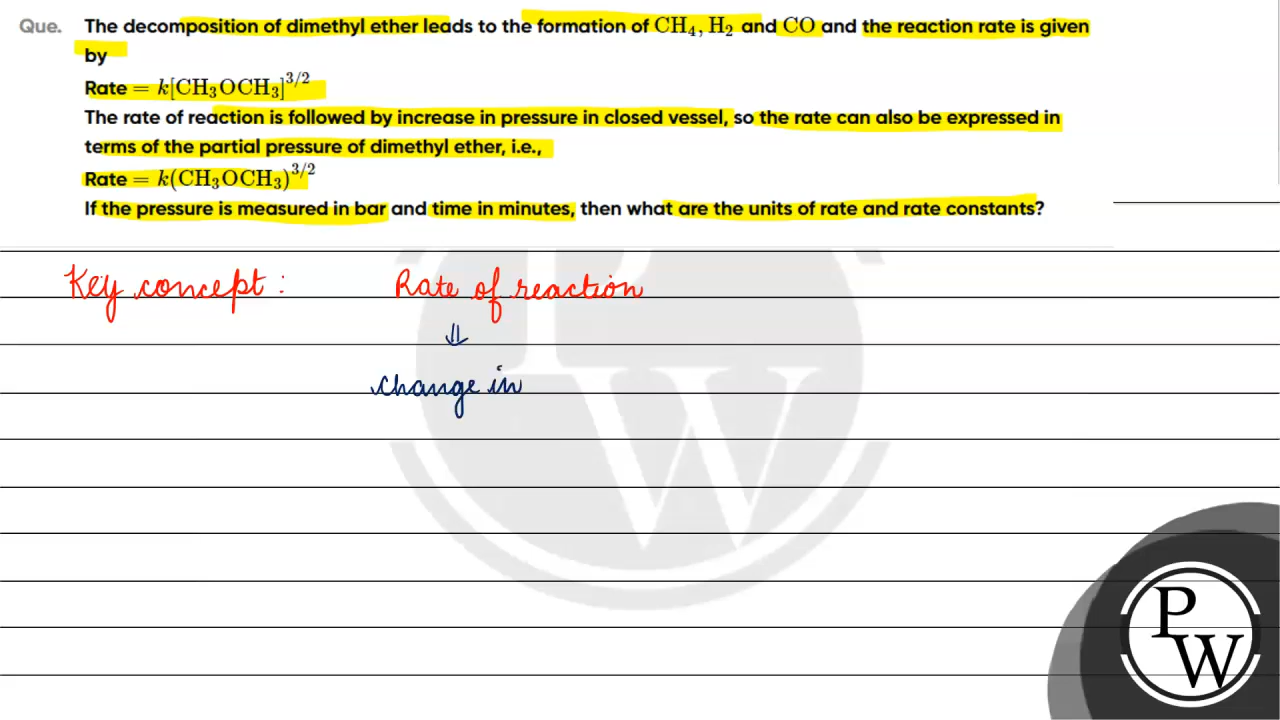 Que. The decomposition of dimethyl ether leads to the formation of CH₄, H₂ and CO and the reaction rate is given
by
Rate = k[CH₃OCH₃]^{3/2}
The rate of reaction is followed by increase in pressure in closed vessel, so the rate can also be expressed in
terms of the partial pressure of dimethyl ether, i.e.,
Rate = k(CH₃OCH₃)^{3/2}
If the pressure is measured in bar and time in minutes, then what are the units of rate and rate constants?
Key concept : Rate of reaction
⇓
change in
P
W
P
W